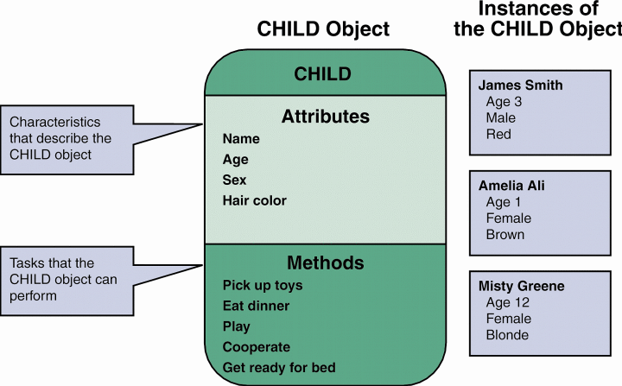 CHILD Object
Instances of
the CHILD Object
CHILD
Characteristics
that describe the
CHILD object
Attributes
Name
Age
Sex
Hair color
Tasks that the
CHILD object can
perform
Methods
Pick up toys
Eat dinner
Play
Cooperate
Get ready for bed
James Smith
Age 3
Male
Red
Amelia Ali
Age 1
Female
Brown
Misty Greene
Age 12
Female
Blonde